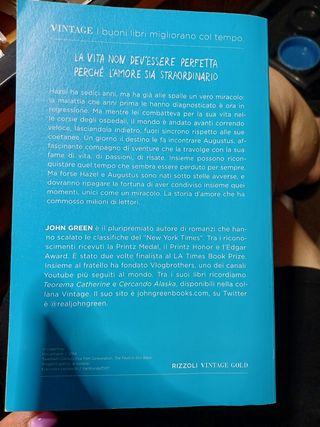 VINTAGE I buoni libri migliorano col tempo.
LA VITA NON DEV'ESSERE PERFETTA
PERCHÉ L'AMORE SIA STRAORDINARIO
Hazel ha sedici anni, ma ha già alle spalle un vero miracolo:
la malattia che anni prima le hanno diagnosticato è ora in
regressione. Ma mentre lei combatteva per la sua vita nel-
le corsie degli ospedali, il mondo è andato avanti correndo
veloce, lasciandola indietro, fuori sincrono rispetto alle sue
coetanee. Un giorno il destino le fa incontrare Augustus, af-
fascinante compagno di sventure che la travolge con la sua
fame di vita, di passioni, di risate. Insieme possono ricon-
quistare quel tempo che sembra essere perduto per sempre.
Ma forse Hazel e Augustus sono nati sotto stelle avverse, e
dovranno ripagare la fortuna di aver condiviso insieme quei
momenti, unici come un miracolo. La storia d'amore che ha
commosso milioni di lettori.
JOHN GREEN è il pluripremiato autore di romanzi che han-
no scalato le classifiche del "New York Times". Tra i ricono-
scimenti ricevuti la Printz Medal, il Printz Honor e l'Edgar
Award. È stato due volte finalista al LA Times Book Prize.
Insieme al fratello ha fondato Vlogbrothers, uno dei canali
Youtube più seguiti al mondo. Tra i suoi libri ricordiamo
Teorema Catherine e Cercando Alaska, disponibili nella col-
lana Vintage. Il suo sito è johngreenbooks.com, su Twitter
è @realjohngreen.
RIZZOLI VINTAGE GOLD